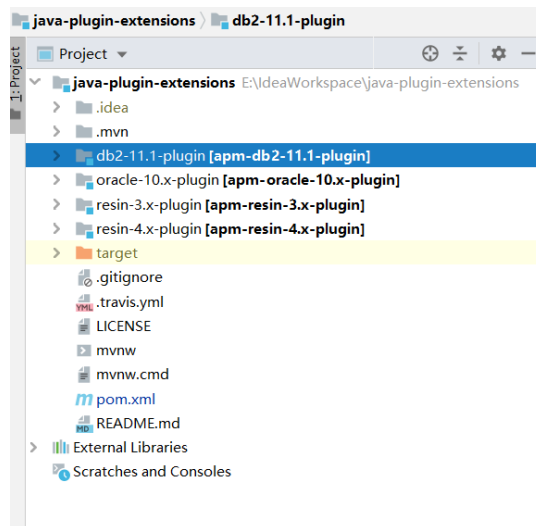 java-plugin-extensions db2-11.1-plugin
1: Project
Project
java-plugin-extensions E:\IdeaWorkspace\java-plugin-extensions
.idea
.mvn
db2-11.1-plugin [apm-db2-11.1-plugin]
oracle-10.x-plugin [apm-oracle-10.x-plugin]
resin-3.x-plugin [apm-resin-3.x-plugin]
resin-4.x-plugin [apm-resin-4.x-plugin]
target
.gitignore
YML .travis.yml
LICENSE
mvnw
mvnw.cmd
m pom.xml
MD README.md
External Libraries
Scratches and Consoles